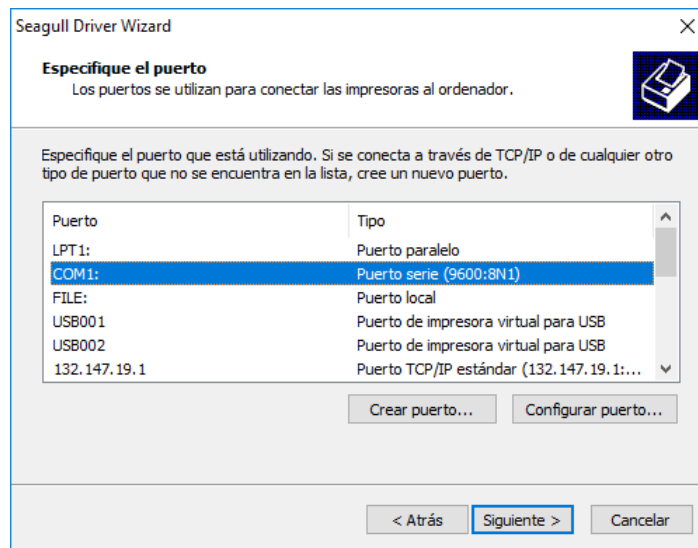 Seagull Driver Wizard
Especifique el puerto
Los puertos se utilizan para conectar las impresoras al ordenador.
Especifique el puerto que está utilizando. Si se conecta a través de TCP/IP o de cualquier otro
tipo de puerto que no se encuentra en la lista, cree un nuevo puerto.
Puerto Tipo
LPT1: Puerto paralelo
COM1: Puerto serie (9600:8N1)
FILE: Puerto local
USB001 Puerto de impresora virtual para USB
USB002 Puerto de impresora virtual para USB
132.147.19.1 Puerto TCP/IP estándar (132.147.19.1:...
Crear puerto... Configurar puerto...
< Atrás Siguiente > Cancelar